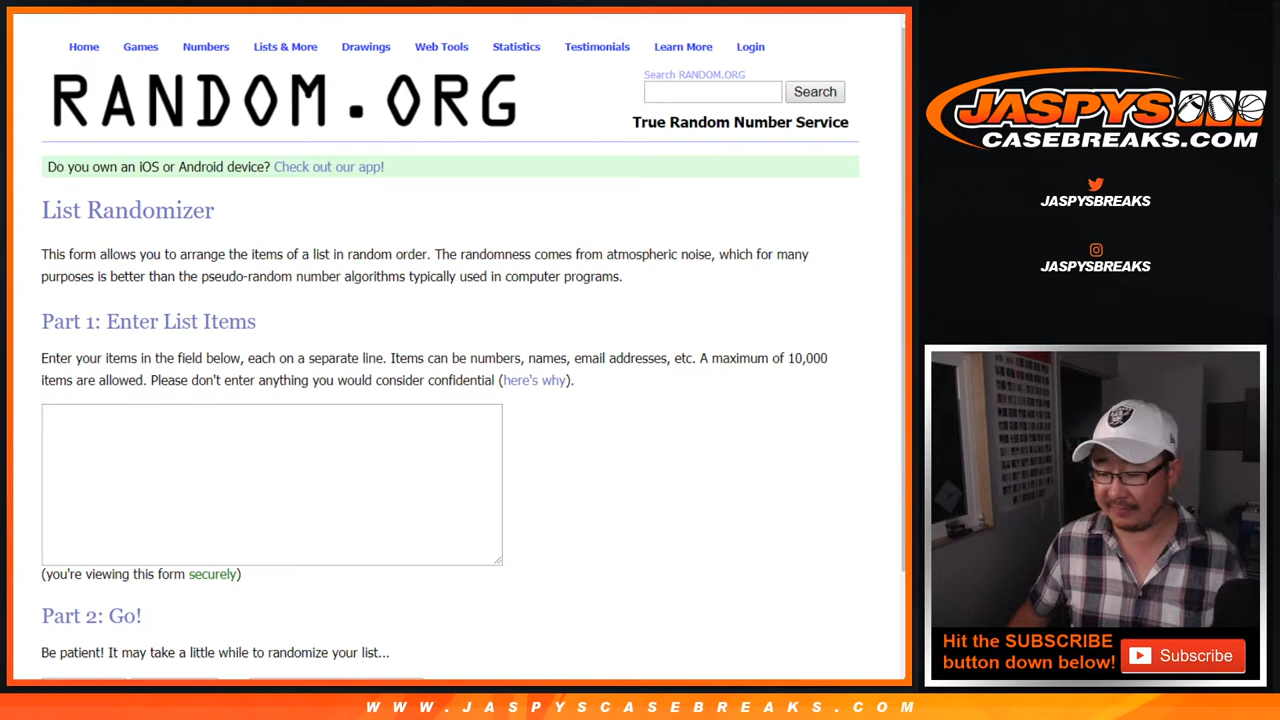 Home Games Numbers Lists & More Drawings Web Tools Statistics Testimonials Learn More Login
RANDOM.ORG
Search RANDOM.ORG
Search
True Random Number Service
Do you own an iOS or Android device? Check out our app!
List Randomizer
This form allows you to arrange the items of a list in random order. The randomness comes from atmospheric noise, which for many
purposes is better than the pseudo-random number algorithms typically used in computer programs.
Part 1: Enter List Items
Enter your items in the field below, each on a separate line. Items can be numbers, names, email addresses, etc. A maximum of 10,000
items are allowed. Please don't enter anything you would consider confidential (here's why).
(you're viewing this form securely)
Part 2: Go!
Be patient! It may take a little while to randomize your list...
JASPYS
CASEBREAKS.COM
JASPYSBREAKS
JASPYSBREAKS
Hit the SUBSCRIBE
button down below!
Subscribe
WWW.JASPYSCASEBREAKS.COM